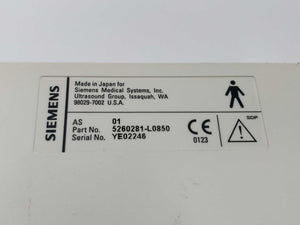 SIEMENS
Made in Japan for
Siemens Medical Systems, Inc.
Ultrasound Group, Issaquah, WA
98029-7002 U.S.A.
AS 01
Part No. 5260281-L0850
Serial No. YE02246
CE
0123
SDP